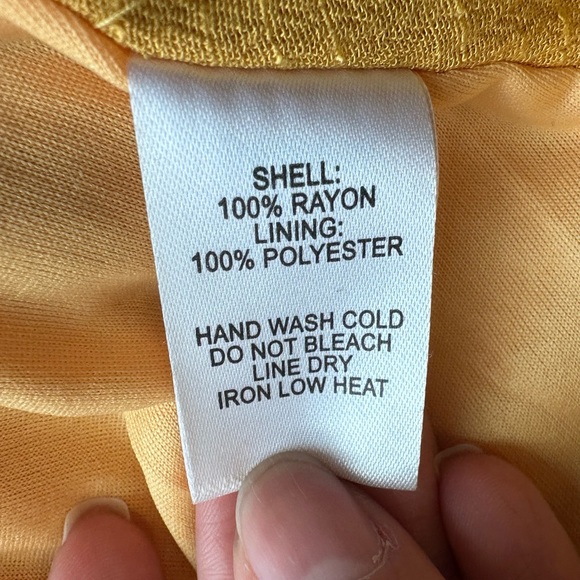 SHELL:
100% RAYON
LINING:
100% POLYESTER
HAND WASH COLD
DO NOT BLEACH
LINE DRY
IRON LOW HEAT